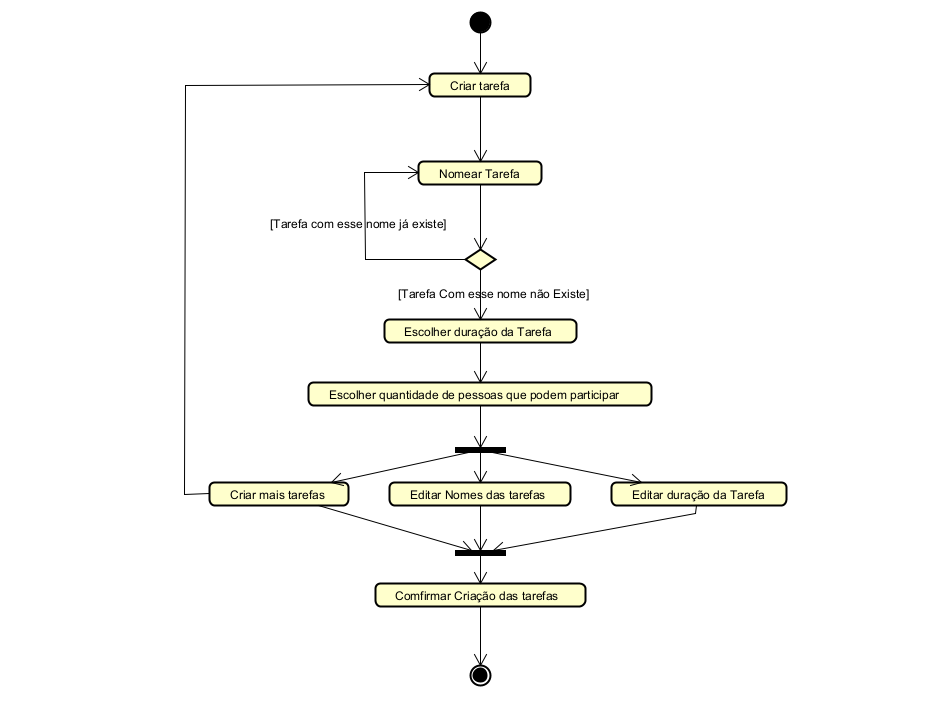 Criar tarefa
Nomear Tarefa
[Tarefa com esse nome já existe]
[Tarefa Com esse nome não Existe]
Escolher duração da Tarefa
Escolher quantidade de pessoas que podem participar
Criar mais tarefas
Editar Nomes das tarefas
Editar duração da Tarefa
Comfirmar Criação das tarefas